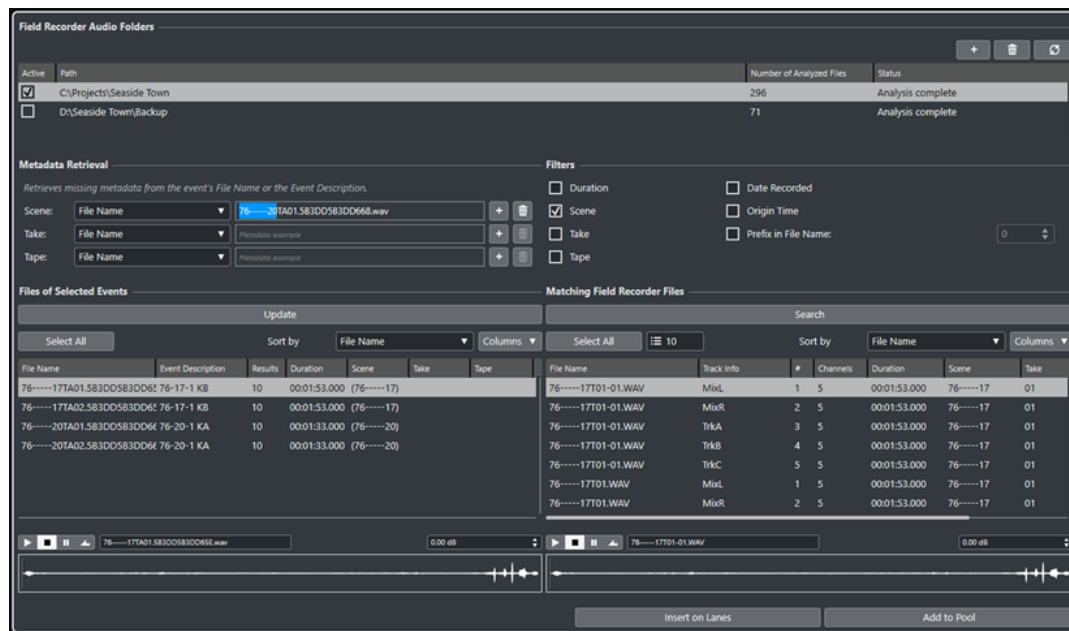 Field Recorder Audio Folders
Active Path Number of Analyzed Files Status
C:\Projects\Seaside Town 296 Analysis complete
D:\Seaside Town\Backup 71 Analysis complete
Metadata Retrieval
Retrieves missing metadata from the event's File Name or the Event Description.
Scene: File Name 76-----20TA01.5B3DD5B3DD668.wav
Take: File Name Metadata example
Tape: File Name Metadata example
Filters
Duration Date Recorded
Scene Origin Time
Take Prefix in File Name: 0
Tape
Files of Selected Events
Update
Select All Sort by File Name Columns
File Name Event Description Results Duration Scene Take Tape
76-----17TA01.5B3DD5B3DD65 76-17-1 KB 10 00:01:53.000 (76-----17)
76-----17TA02.5B3DD5B3DD65 76-17-1 KB 10 00:01:53.000 (76-----17)
76-----20TA01.5B3DD5B3DD66 76-20-1 KA 10 00:01:33.000 (76-----20)
76-----20TA02.5B3DD5B3DD66 76-20-1 KA 10 00:01:33.000 (76-----20)
76-----17TA01.5B3DD5B3DD65E.wav 0.00 dB
Matching Field Recorder Files
Search
Select All 10 Sort by File Name Columns
File Name Track Info # Channels Duration Scene Take
76-----17T01-01.WAV MixL 1 5 00:01:53.000 76-----17 01
76-----17T01-01.WAV MixR 2 5 00:01:53.000 76-----17 01
76-----17T01-01.WAV TrkA 3 5 00:01:53.000 76-----17 01
76-----17T01-01.WAV TrkB 4 5 00:01:53.000 76-----17 01
76-----17T01-01.WAV TrkC 5 5 00:01:53.000 76-----17 01
76-----17T01.WAV MixL 1 5 00:01:53.000 76-----17 01
76-----17T01.WAV MixR 2 5 00:01:53.000 76-----17 01
76-----17T01-01.WAV 0.00 dB
Insert on Lanes Add to Pool